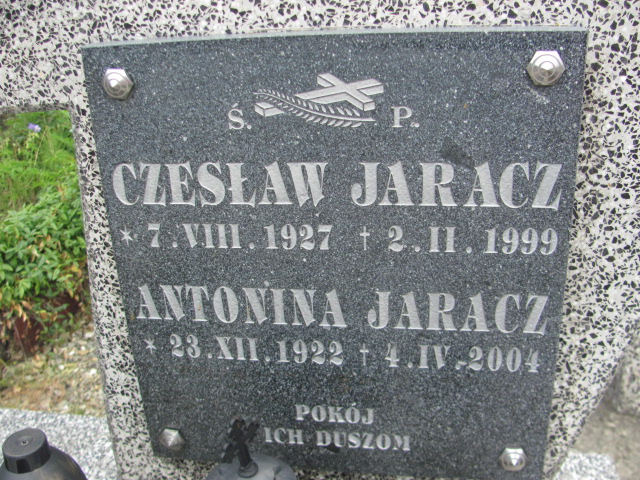 Ś. P.
CZESŁAW JARACZ
* 7.VIII.1927 † 2.II.1999
ANTONINA JARACZ
* 23.XII.1922 † 4.IV.2004
POKÓJ
ICH DUSZOM